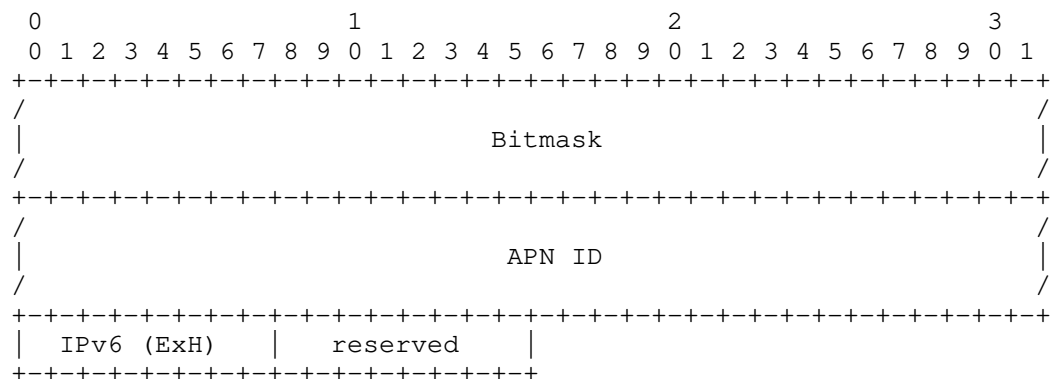 0                   1                   2                   3
 0 1 2 3 4 5 6 7 8 9 0 1 2 3 4 5 6 7 8 9 0 1 2 3 4 5 6 7 8 9 0 1
+-+-+-+-+-+-+-+-+-+-+-+-+-+-+-+-+-+-+-+-+-+-+-+-+-+-+-+-+-+-+-+-+
/                                                               /
|                            Bitmask                            |
/                                                               /
+-+-+-+-+-+-+-+-+-+-+-+-+-+-+-+-+-+-+-+-+-+-+-+-+-+-+-+-+-+-+-+-+
/                                                               /
|                             APN ID                            |
/                                                               /
+-+-+-+-+-+-+-+-+-+-+-+-+-+-+-+-+-+-+-+-+-+-+-+-+-+-+-+-+-+-+-+-+
|  IPv6 (ExH)   |   reserved    |
+-+-+-+-+-+-+-+-+-+-+-+-+-+-+-+-+